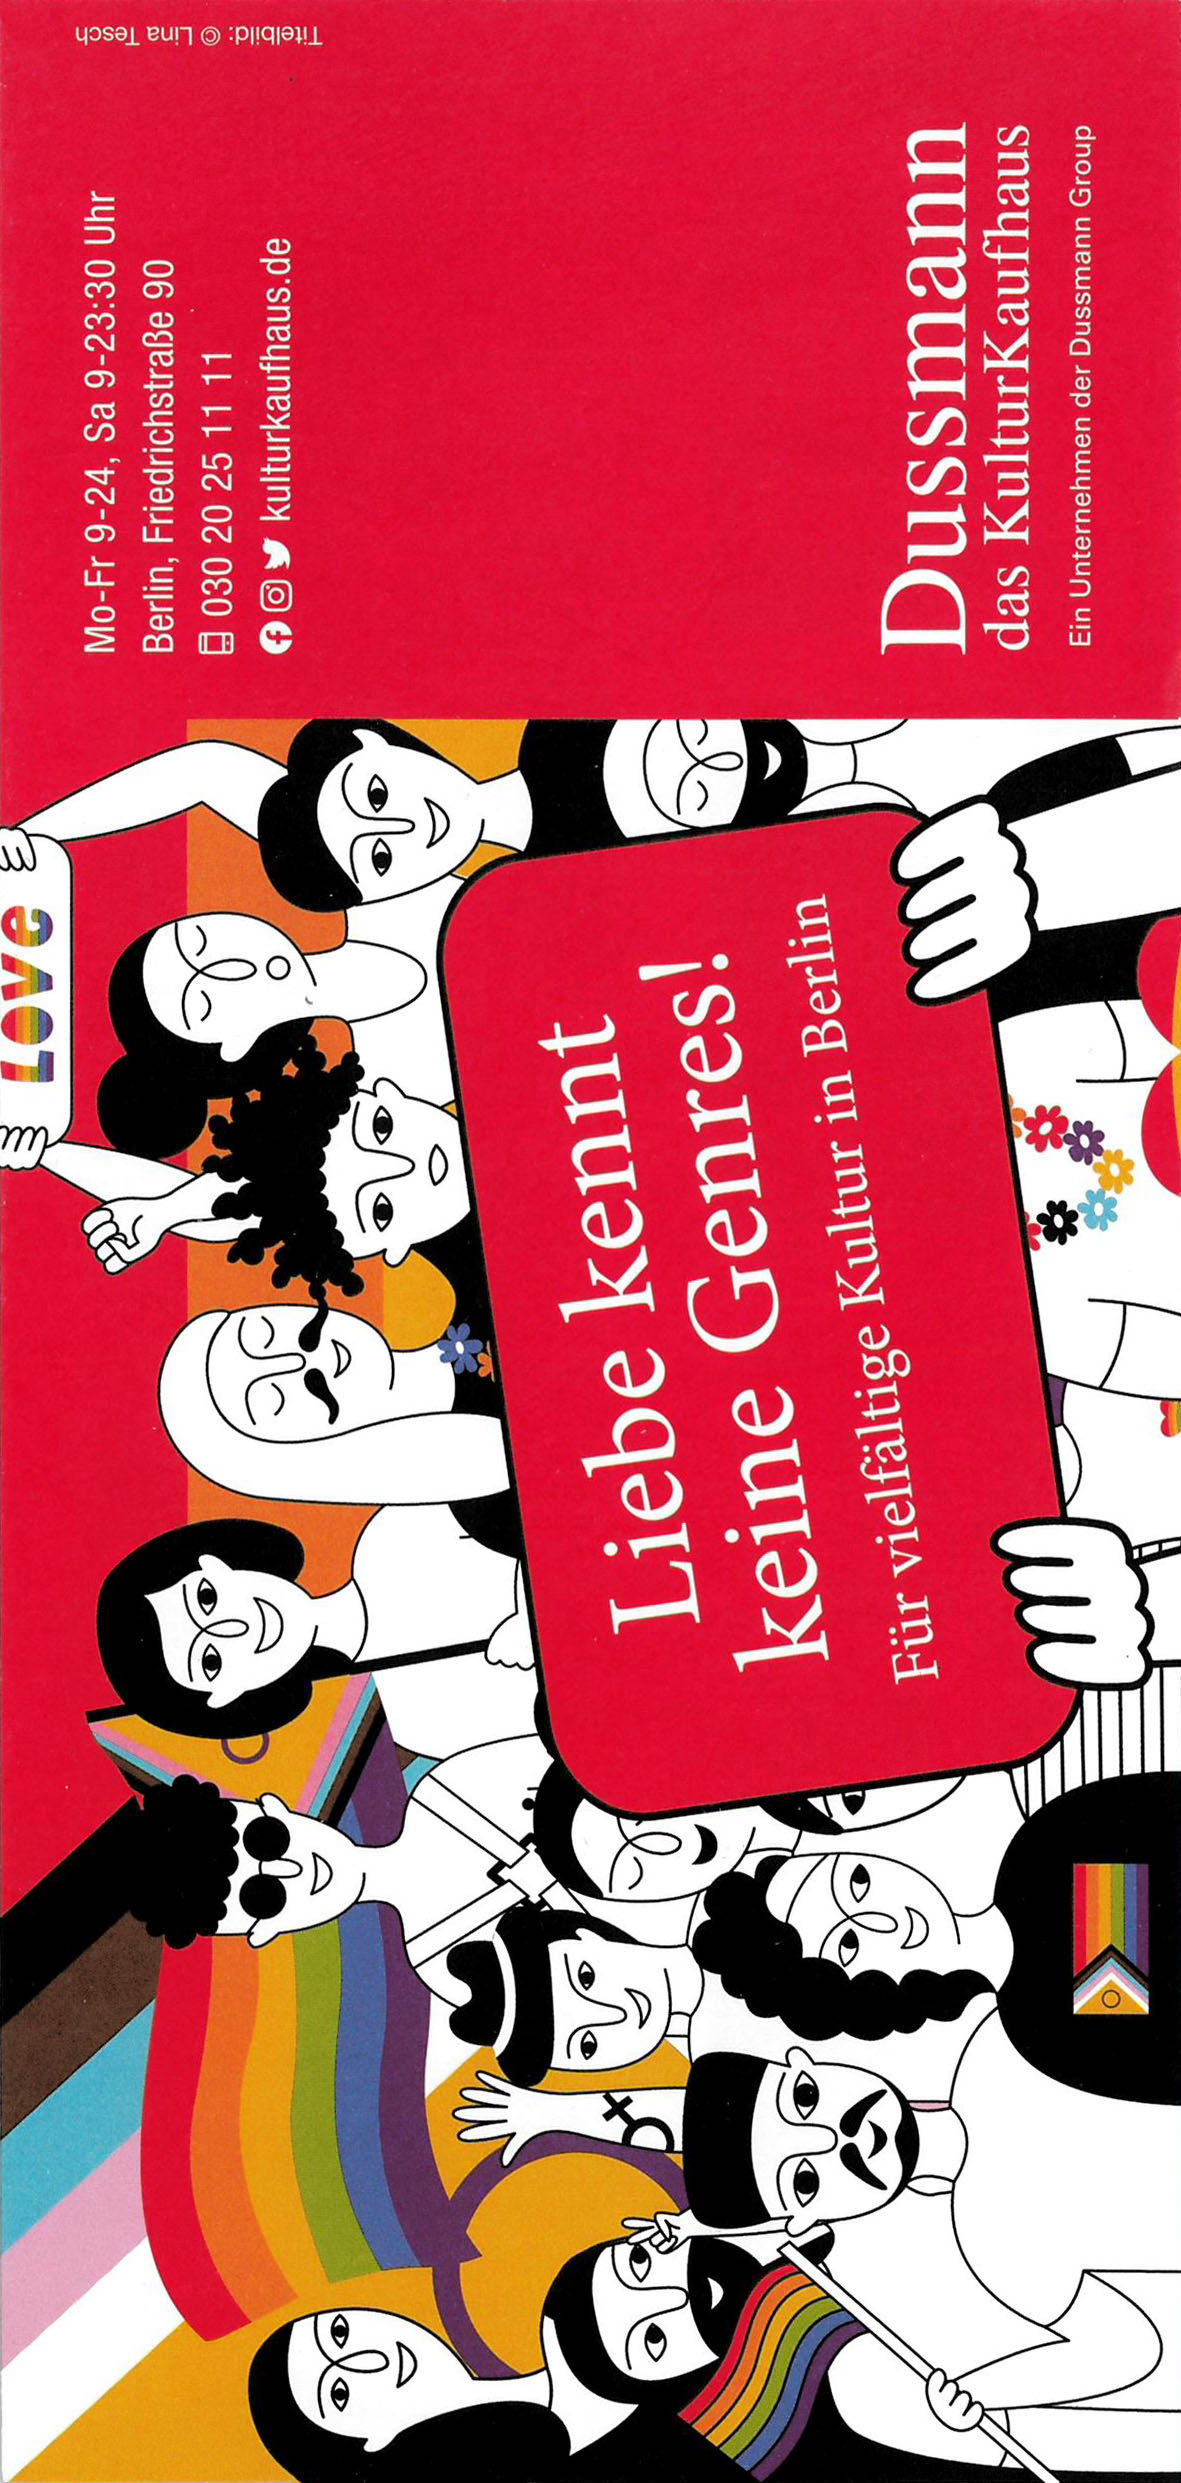 LOVE
Liebe kennt
keine Genres!
Für vielfältige Kultur in Berlin
Mo-Fr 9-24, Sa 9-23:30 Uhr
Berlin, Friedrichstraße 90
030 20 25 11 11
kulturkaufhaus.de
Titelbild: © Lina Tesch
Dussmann
das KulturKaufhaus
Ein Unternehmen der Dussmann Group